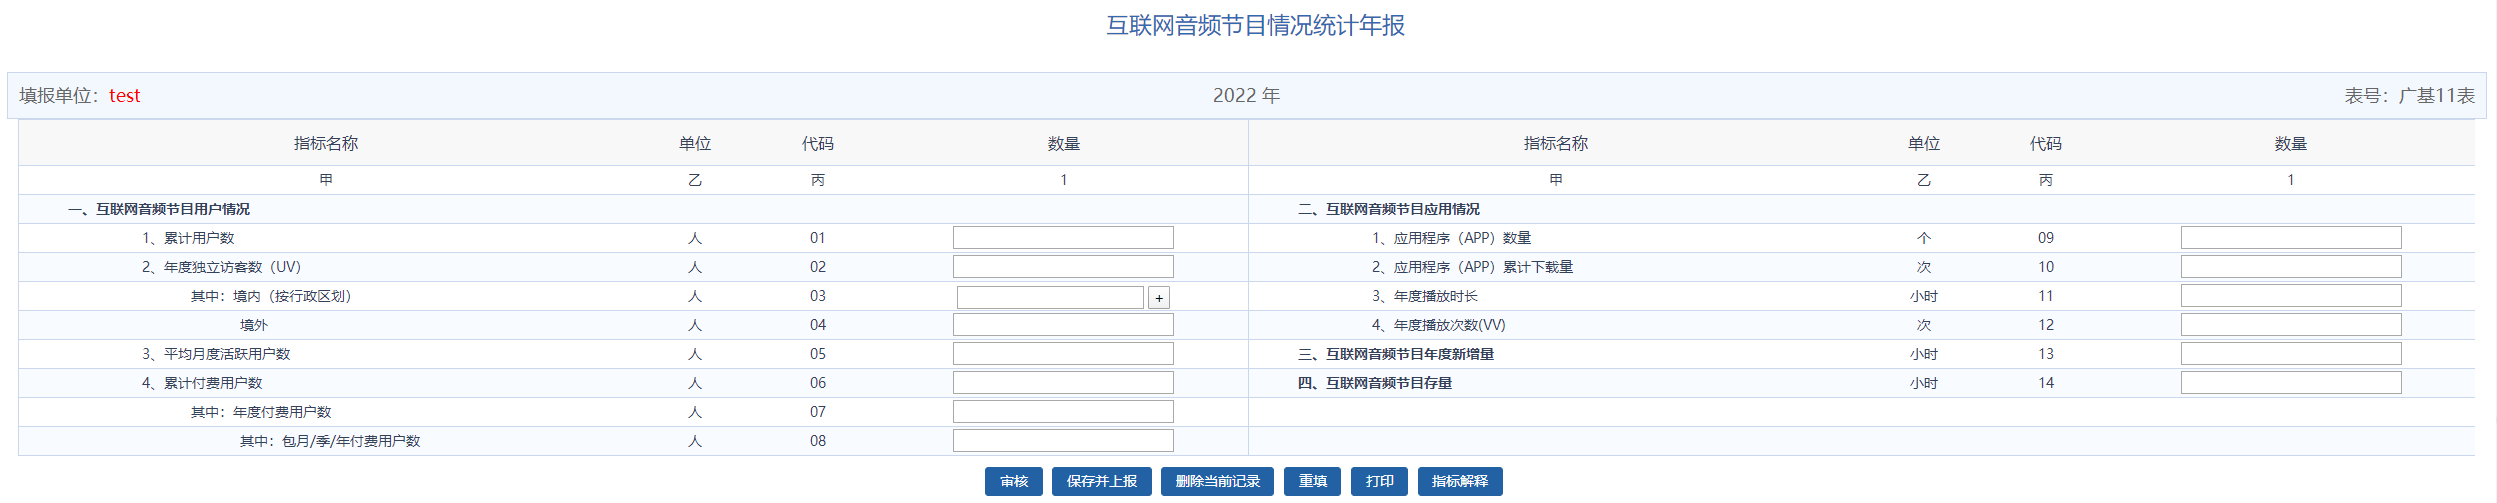 互联网音频节目情况统计年报
填报单位：test 2022 年 表号：广基11表
指标名称 单位 代码 数量 指标名称 单位 代码 数量
甲 乙 丙 1 甲 乙 丙 1
一、互联网音频节目用户情况 二、互联网音频节目应用情况
1、累计用户数 人 01 1、应用程序（APP）数量 个 09
2、年度独立访客数（UV） 人 02 2、应用程序（APP）累计下载量 次 10
其中：境内（按行政区划） 人 03 + 3、年度播放时长 小时 11
境外 人 04 4、年度播放次数(VV) 次 12
3、平均月度活跃用户数 人 05 三、互联网音频节目年度新增量 小时 13
4、累计付费用户数 人 06 四、互联网音频节目存量 小时 14
其中：年度付费用户数 人 07
其中：包月/季/年付费用户数 人 08
审核 保存并上报 删除当前记录 重填 打印 指标解释